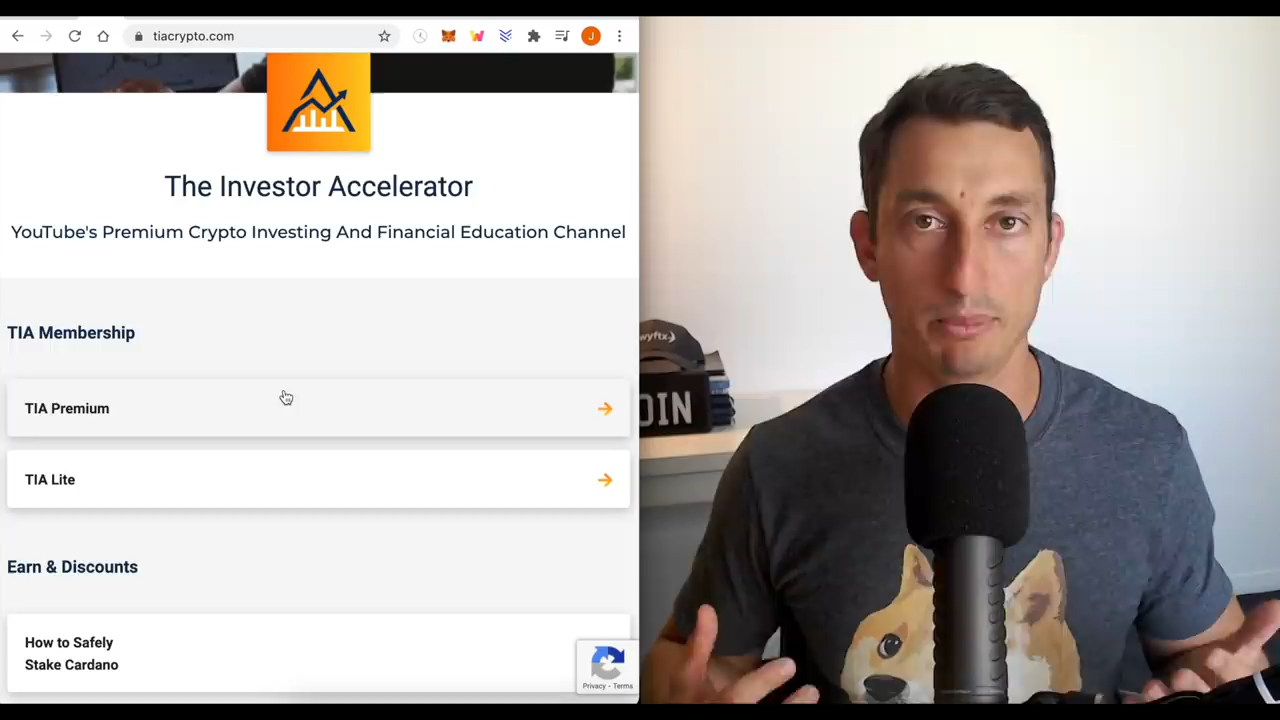 tiacrypto.com
J
The Investor Accelerator
YouTube's Premium Crypto Investing And Financial Education Channel
TIA Membership
TIA Premium
TIA Lite
Earn & Discounts
How to Safely
Stake Cardano
Privacy - Terms
wyftx
OIN